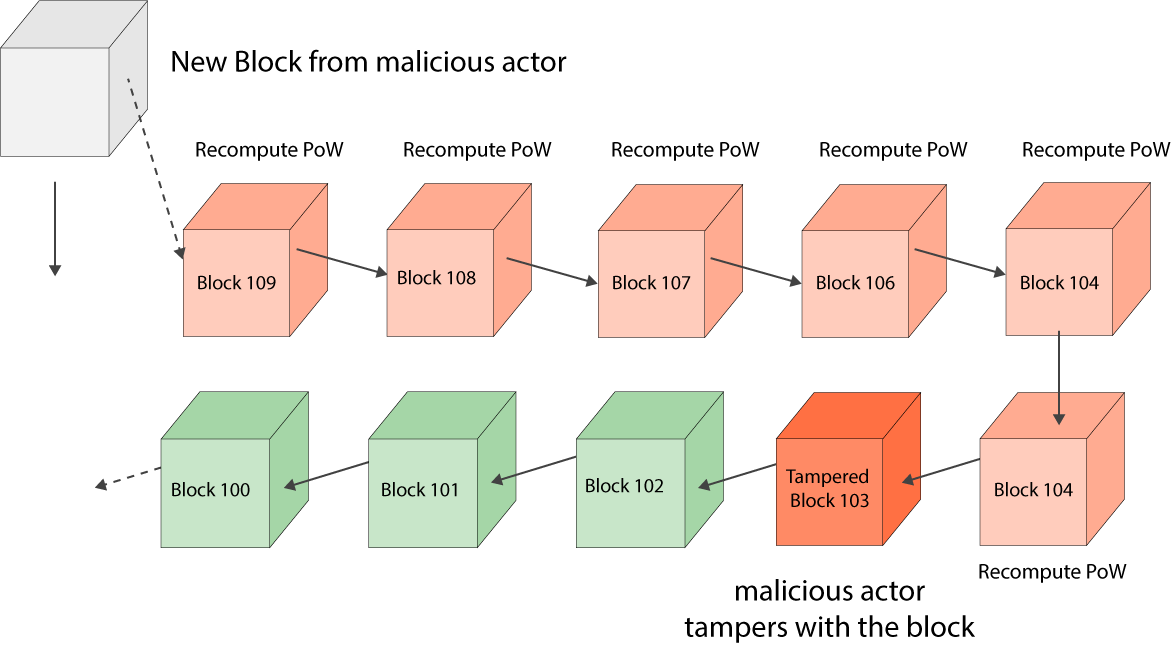 New Block from malicious actor
Recompute PoW
Recompute PoW
Recompute PoW
Recompute PoW
Recompute PoW
Block 109
Block 108
Block 107
Block 106
Block 104
Block 100
Block 101
Block 102
Tampered
Block 103
Block 104
Recompute PoW
malicious actor
tampers with the block